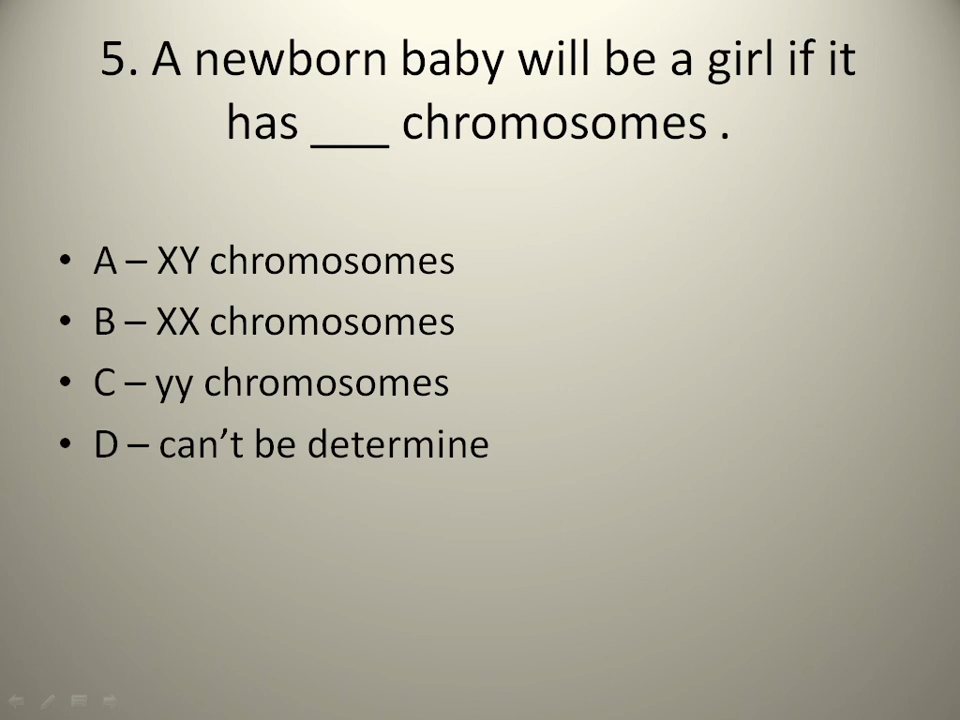 5. A newborn baby will be a girl if it
has ___ chromosomes .
• A – XY chromosomes
• B – XX chromosomes
• C – yy chromosomes
• D – can’t be determine